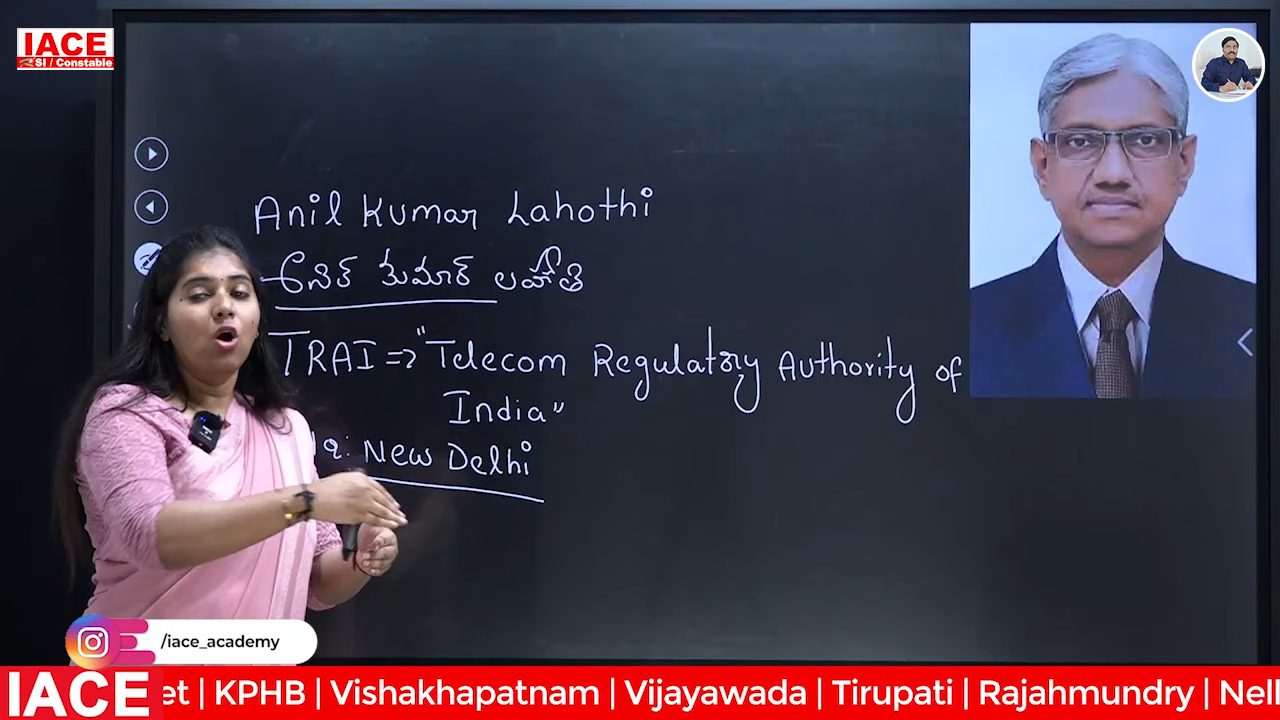 IACE
SI / Constable
Anil Kumar Lahothi
అనిల్ కుమార్ లహోతి
TRAI => "Telecom Regulatory Authority of
India"
q: New Delhi
/iace_academy
IACE
et | KPHB | Vishakhapatnam | Vijayawada | Tirupati | Rajahmundry | Nell